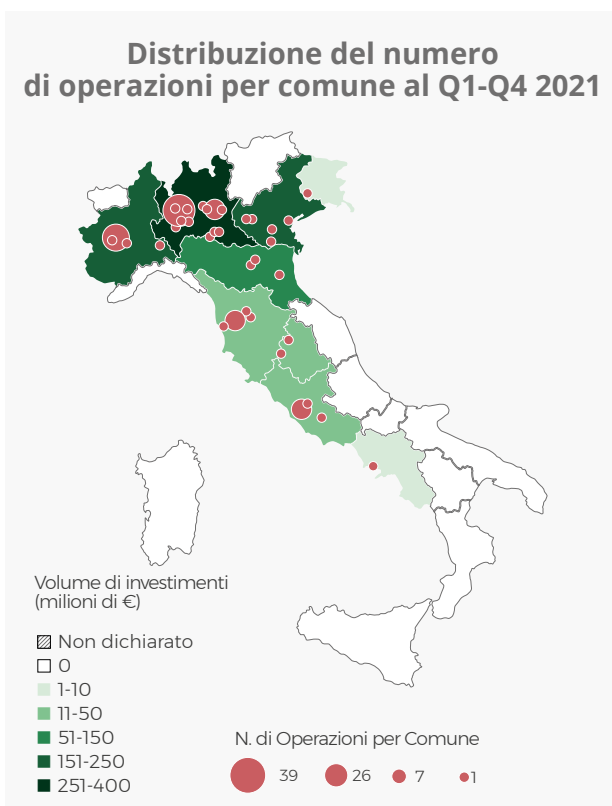 Distribuzione del numero
di operazioni per comune al Q1-Q4 2021
Volume di investimenti
(milioni di €)
Non dichiarato
0
1-10
11-50
51-150
151-250
251-400
N. di Operazioni per Comune
39 26 7 1